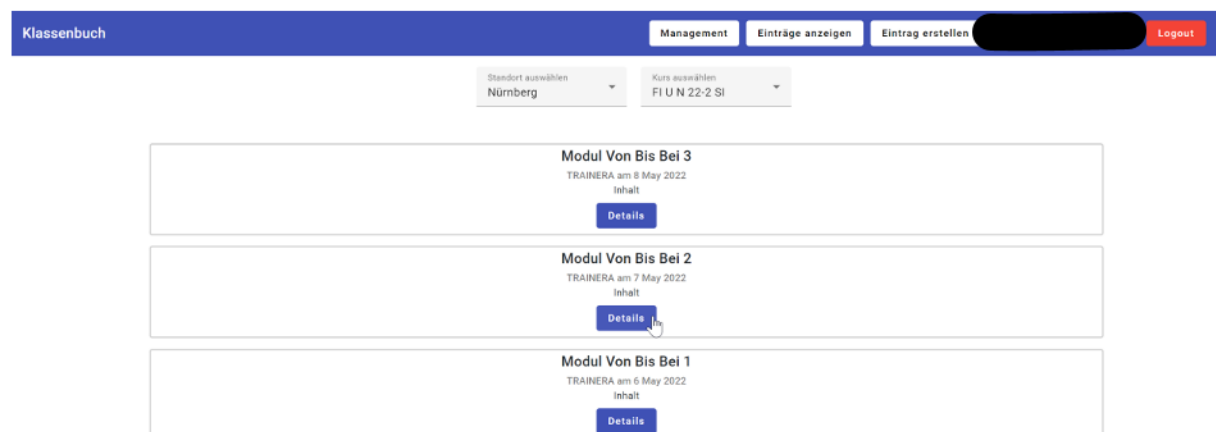 Klassenbuch
Management
Einträge anzeigen
Eintrag erstellen
Logout
Standort auswählen
Nürnberg
Kurs auswählen
FI U N 22-2 SI
Modul Von Bis Bei 3
TRAINERA am 8 May 2022
Inhalt
Details
Modul Von Bis Bei 2
TRAINERA am 7 May 2022
Inhalt
Details
Modul Von Bis Bei 1
TRAINERA am 6 May 2022
Inhalt
Details